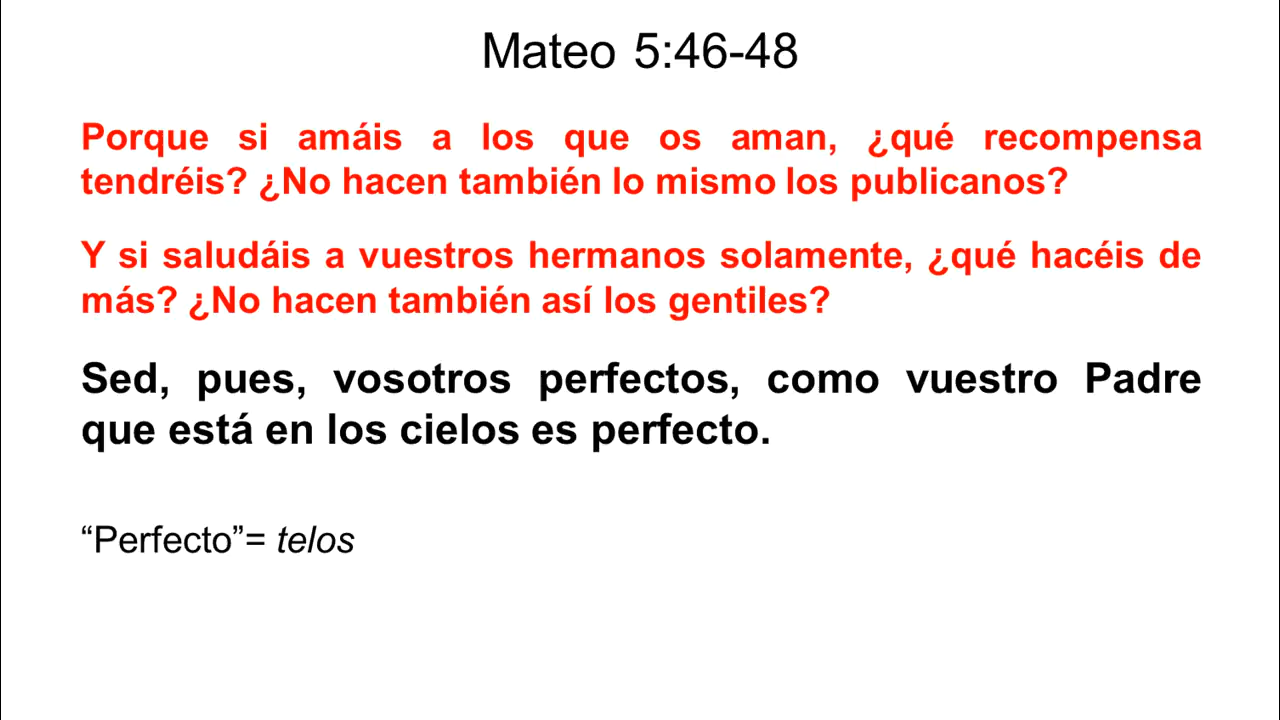 Mateo 5:46-48
Porque si amáis a los que os aman, ¿qué recompensa
tendréis? ¿No hacen también lo mismo los publicanos?
Y si saludáis a vuestros hermanos solamente, ¿qué hacéis de
más? ¿No hacen también así los gentiles?
Sed, pues, vosotros perfectos, como vuestro Padre
que está en los cielos es perfecto.
“Perfecto”= telos